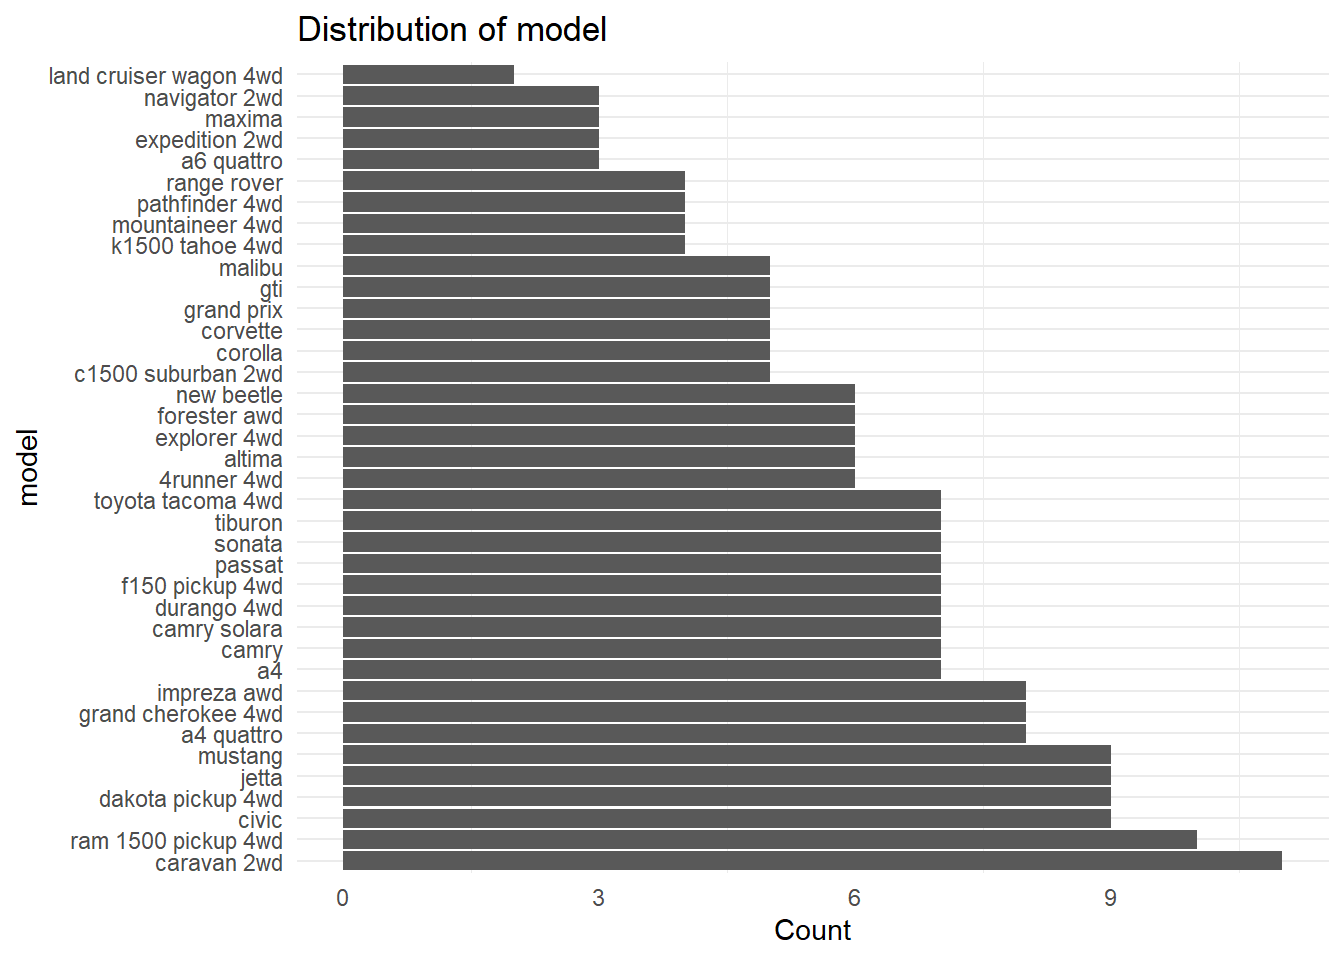 Distribution of model
land cruiser wagon 4wd
navigator 2wd
maxima
expedition 2wd
a6 quattro
range rover
pathfinder 4wd
mountaineer 4wd
k1500 tahoe 4wd
malibu
gti
grand prix
corvette
corolla
c1500 suburban 2wd
new beetle
forester awd
explorer 4wd
altima
4runner 4wd
toyota tacoma 4wd
tiburon
sonata
passat
f150 pickup 4wd
durango 4wd
camry solara
camry
a4
impreza awd
grand cherokee 4wd
a4 quattro
mustang
jetta
dakota pickup 4wd
civic
ram 1500 pickup 4wd
caravan 2wd
model
0 3 6 9
Count